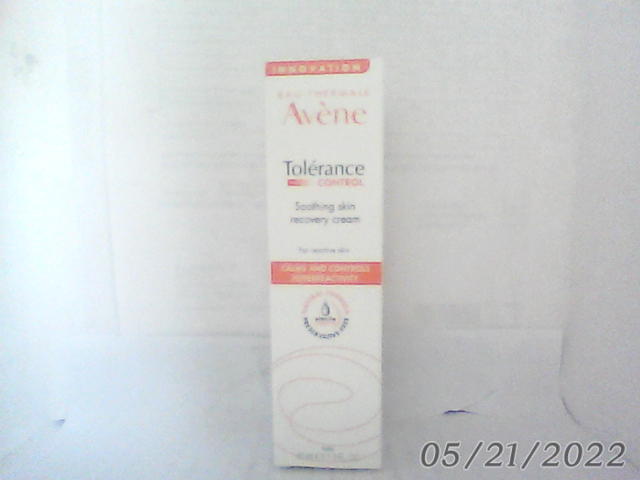 INNOVATION
EAU THERMALE
Avène
Tolérance
CONTROL
Soothing skin
recovery cream
For reactive skin
CALMS AND CONTROLS
HYPERREACTIVITY
05/21/2022